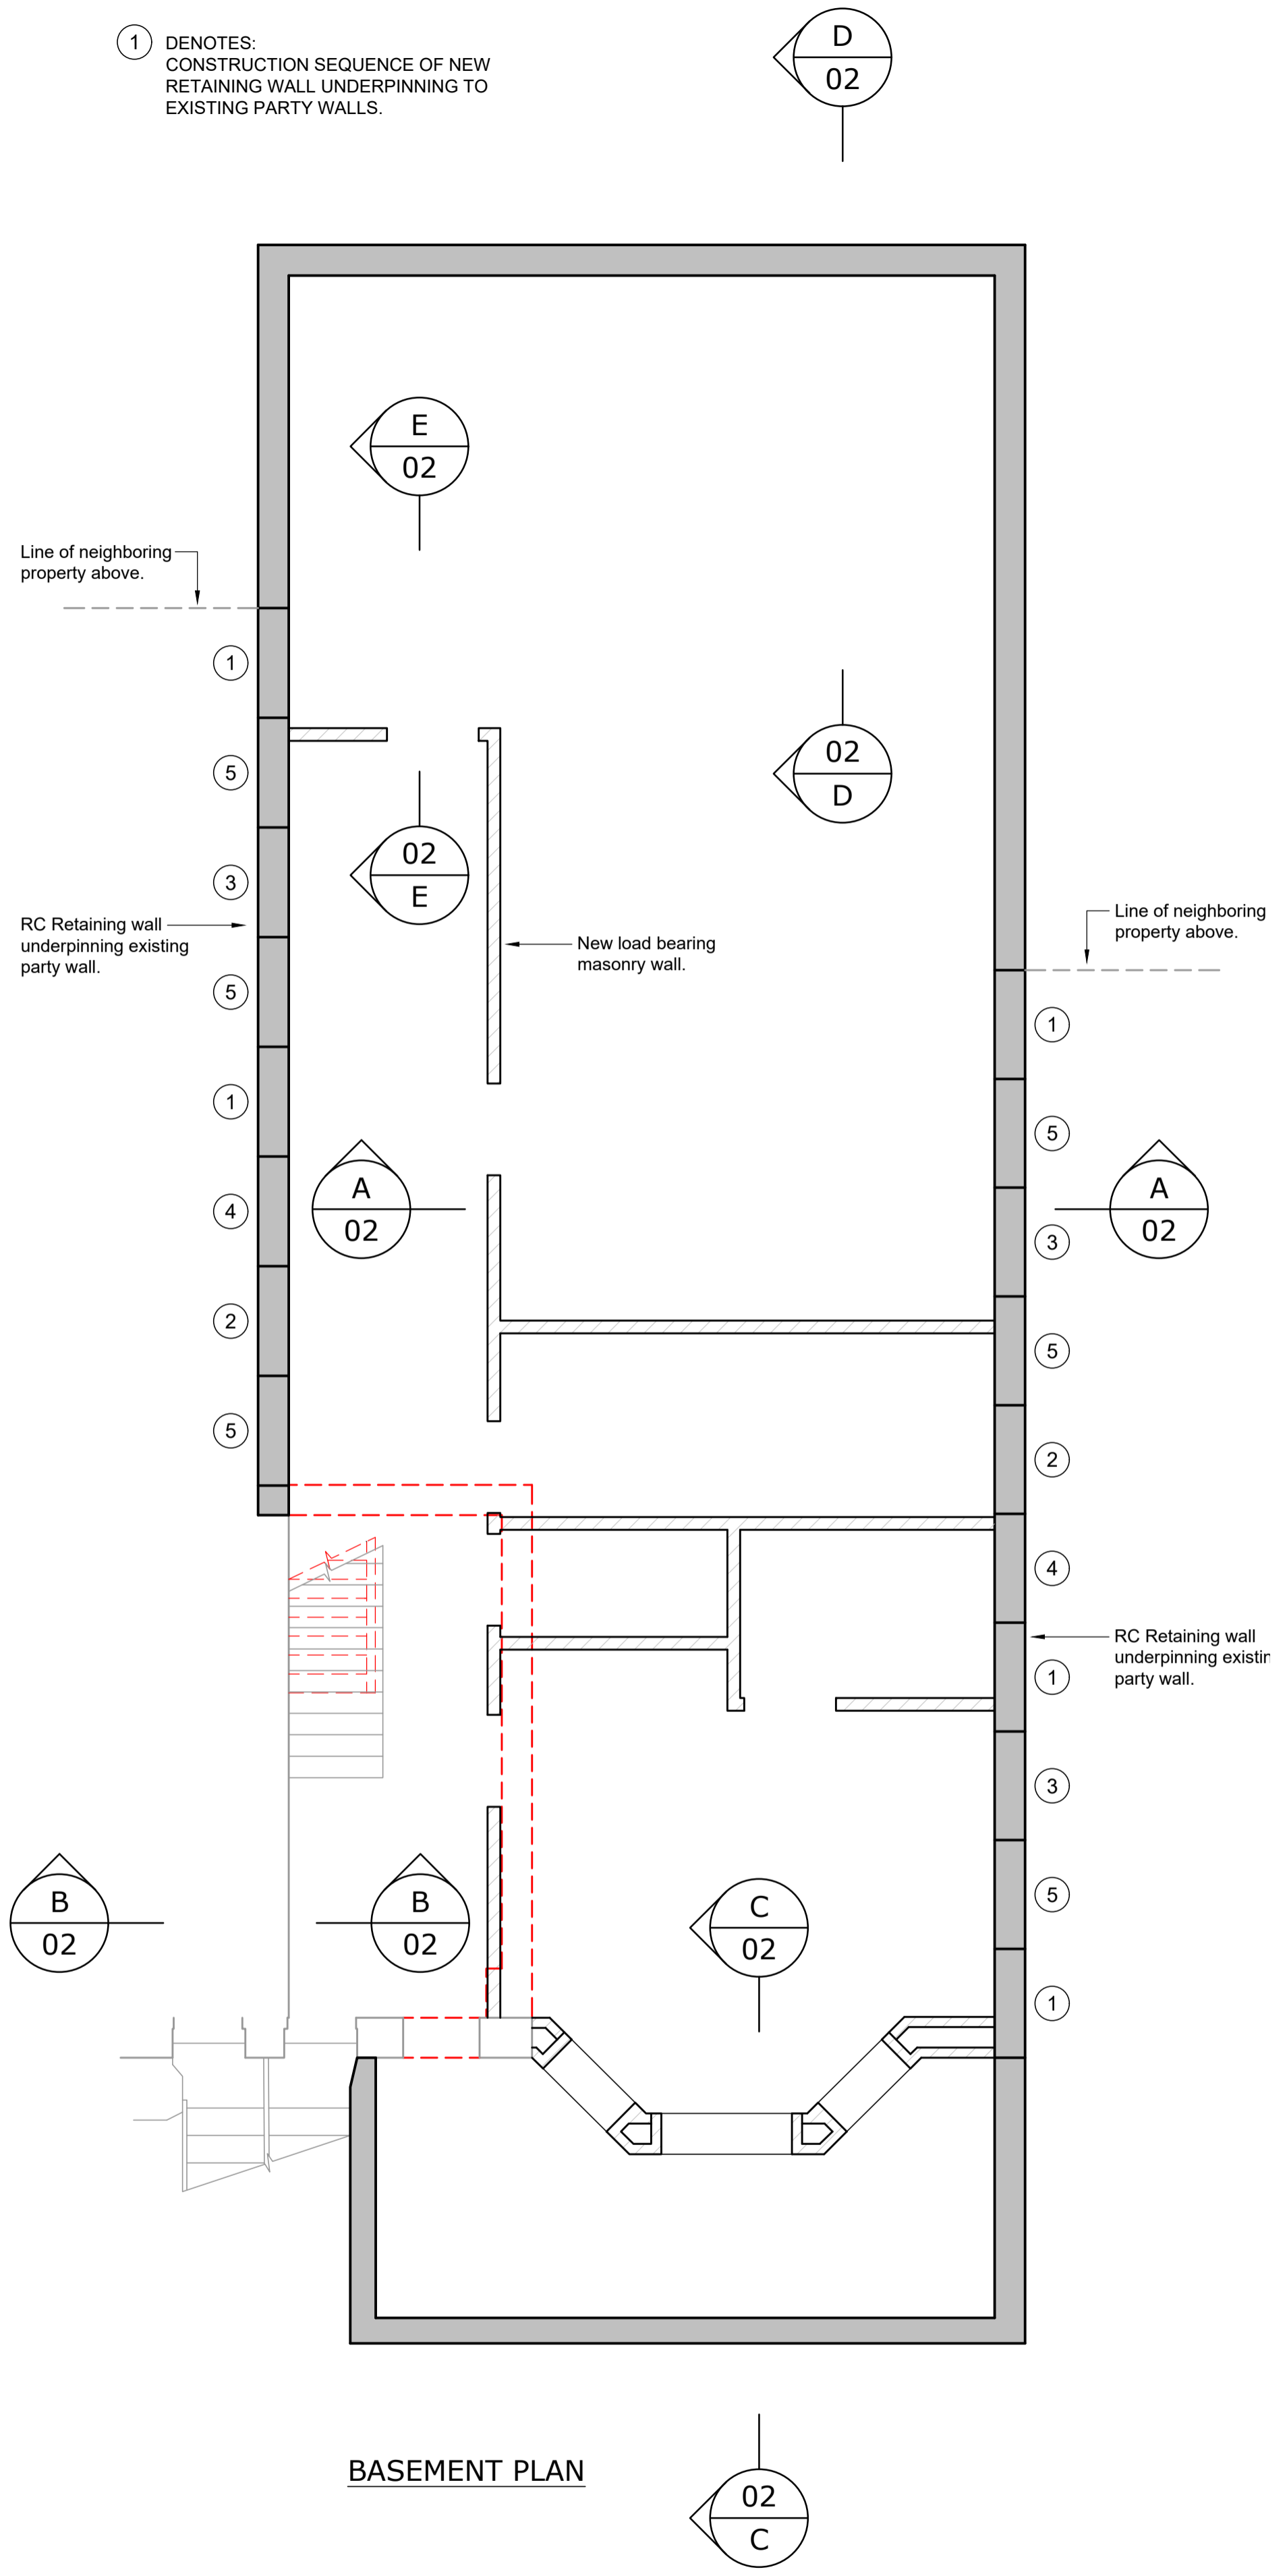 1
DENOTES:
CONSTRUCTION SEQUENCE OF NEW
RETAINING WALL UNDERPINNING TO
EXISTING PARTY WALLS.
D
02
E
02
Line of neighboring
property above.
1
5
02
D
02
E
3
RC Retaining wall
underpinning existing
party wall.
New load bearing
masonry wall.
Line of neighboring
property above.
5
1
1
5
A
02
A
02
4
3
2
5
5
2
4
RC Retaining wall
underpinning
party wall.
1
3
5
B
02
B
02
C
02
1
BASEMENT PLAN
02
C